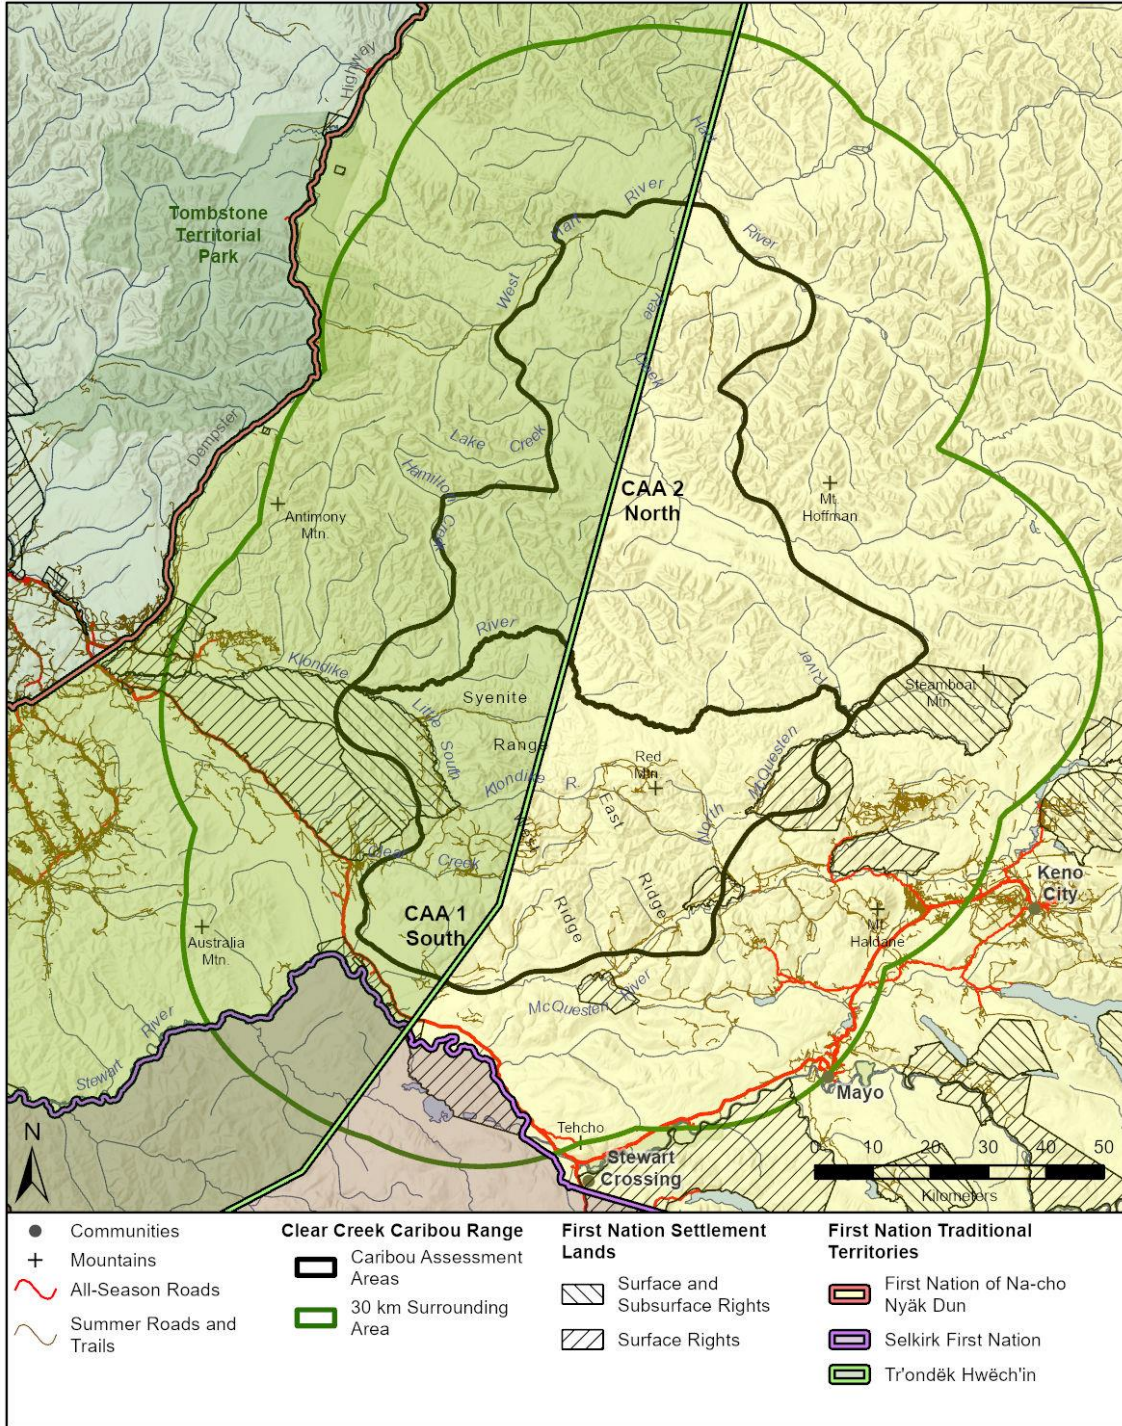 Highway
Tombstone
Territorial
Park
Hart
River
Hart
River
West
Rae
Creek
Dempster
Lake
Creek
Hamilton
Creek
CAA 2
North
Mt.
Hoffman
Antimony
Mtn.
River
Klondike
River
Steamboat
Mtn.
Syenite
Little
South
Range
Klondike
R.
Red
Mtn.
McQuesten
North
East
Ridge
West
Ridge
Clear
Creek
Keno
City
CAA 1
South
Mt.
Haldane
Australia
Mtn.
McQuesten
River
Stewart
River
Mayo
N
Tehcho
Stewart
Crossing
0 10 20 30 40 50
Kilometers
Communities
Mountains
All-Season Roads
Summer Roads and
Trails
Clear Creek Caribou Range
Caribou Assessment
Areas
30 km Surrounding
Area
First Nation Settlement
Lands
Surface and
Subsurface Rights
Surface Rights
First Nation Traditional
Territories
First Nation of Na-cho
Nyäk Dun
Selkirk First Nation
Tr'ondëk Hwëch'in